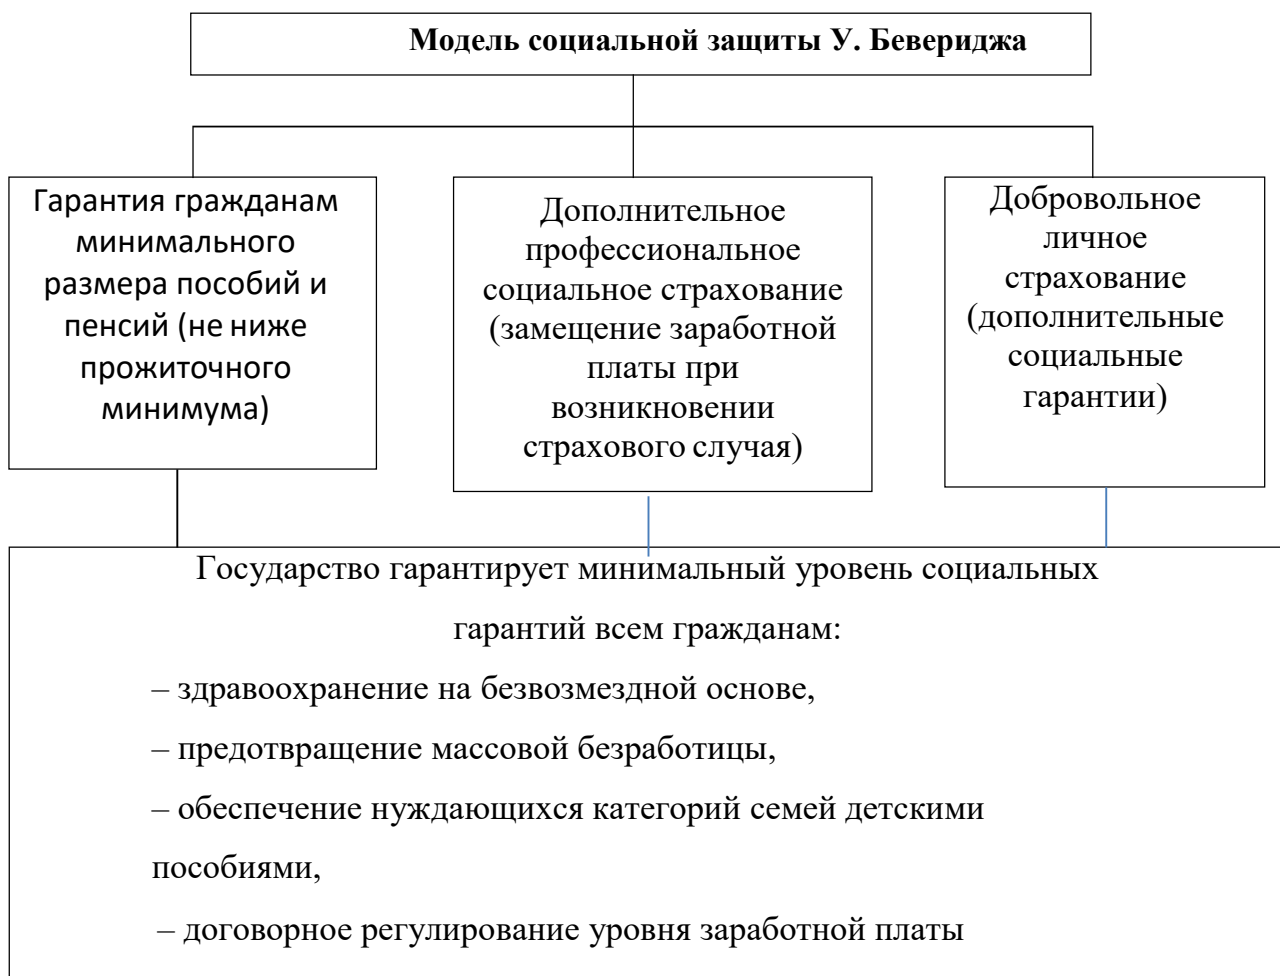 Модель социальной защиты У. Бевериджа
Гарантия гражданам
минимального
размера пособий и
пенсий (не ниже
прожиточного
минимума)
Дополнительное
профессиональное
социальное страхование
(замещение заработной
платы при
возникновении
страхового случая)
Добровольное
личное
страхование
(дополнительные
социальные
гарантии)
Государство гарантирует минимальный уровень социальных
гарантий всем гражданам:
– здравоохранение на безвозмездной основе,
– предотвращение массовой безработицы,
– обеспечение нуждающихся категорий семей детскими
пособиями,
– договорное регулирование уровня заработной платы